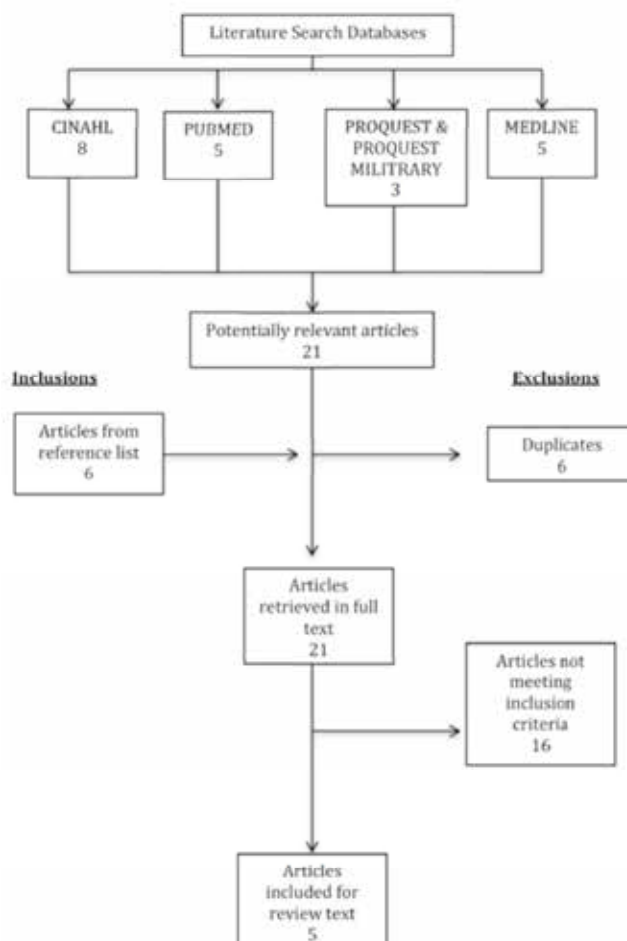 Literature Search Databases
CINAHL
8
PUBMED
5
PROQUEST &
PROQUEST
MILITRARY
3
MEDLINE
5
Potentially relevant articles
21
Inclusions
Exclusions
Articles from
reference list
6
Duplicates
6
Articles
retrieved in full
text
21
Articles not
meeting
inclusion
criteria
16
Articles
included for
review text
5